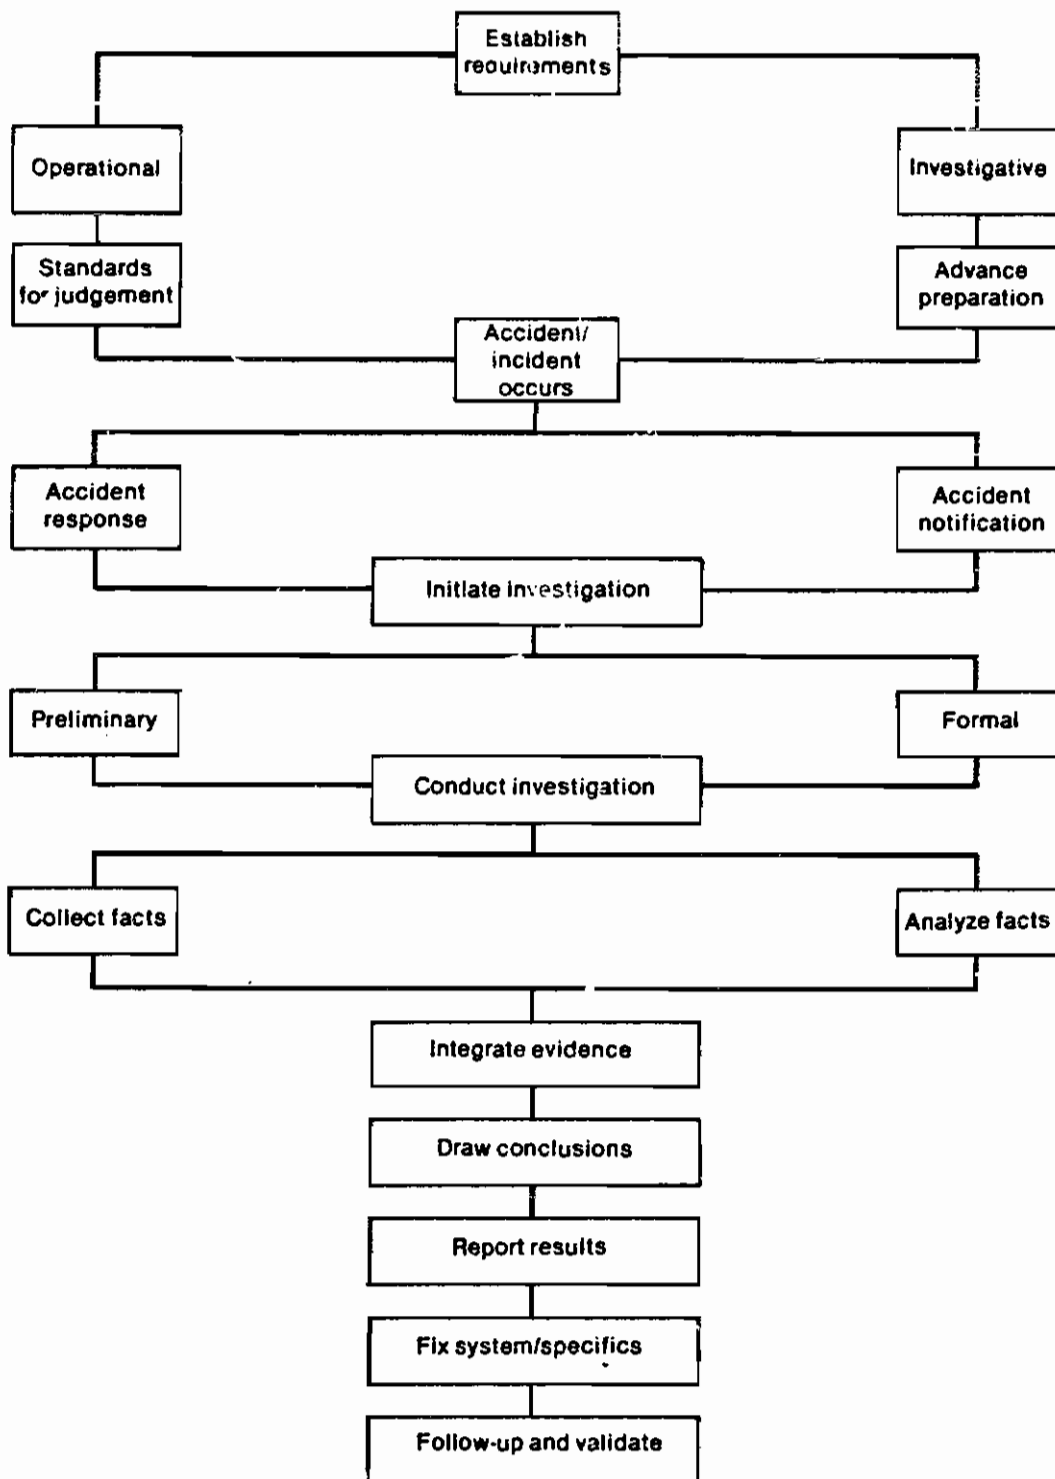 Establish
requirements
Operational
Investigative
Standards
for judgement
Advance
preparation
Accident/
incident
occurs
Accident
response
Accident
notification
Initiate investigation
Preliminary
Formal
Conduct investigation
Collect facts
Analyze facts
Integrate evidence
Draw conclusions
Report results
Fix system/specifics
Follow-up and validate